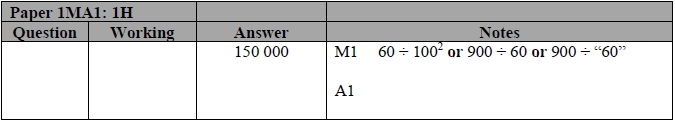 Paper 1MA1: 1H
Question Working Answer Notes
150 000 M1 60 ÷ 100² or 900 ÷ 60 or 900 ÷ “60”
A1